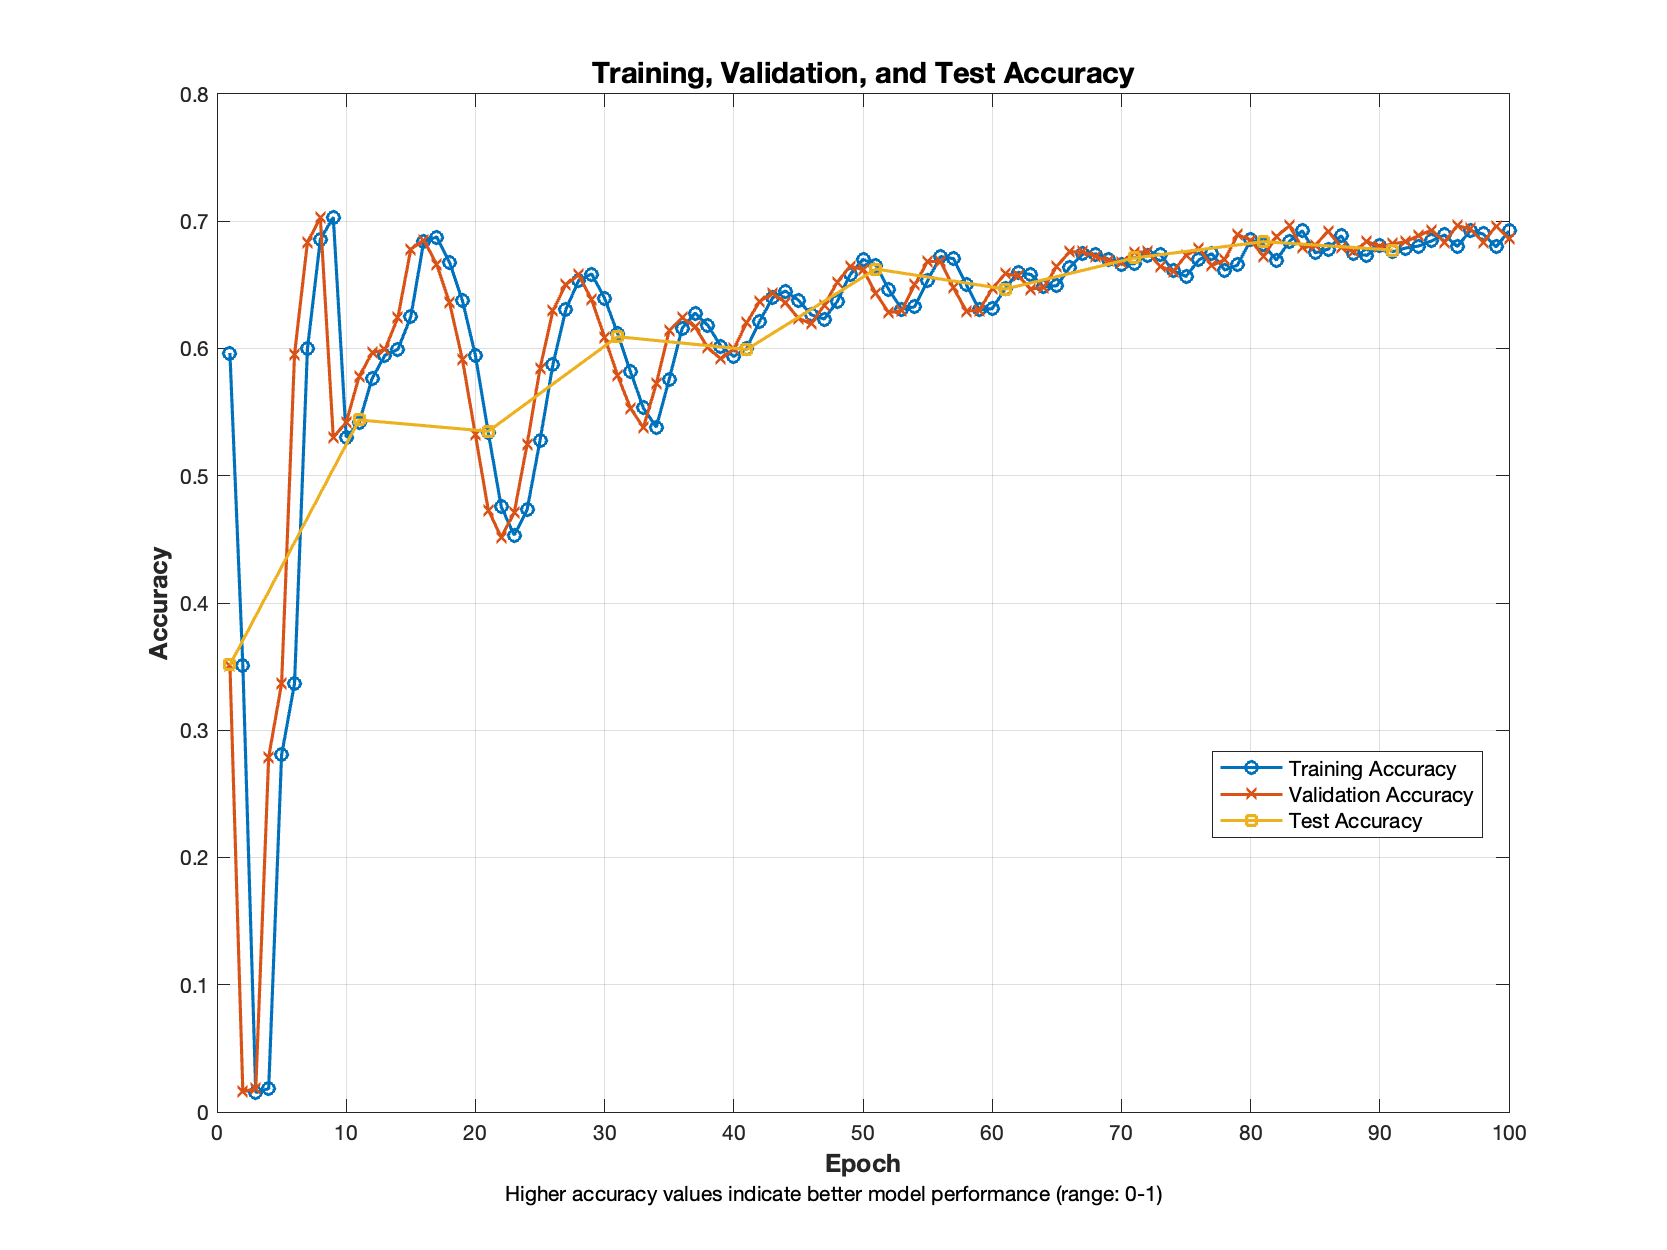 Training, Validation, and Test Accuracy
0.8
0.7
0.6
0.5
0.4
0.3
0.2
0.1
0
Accuracy
Training Accuracy
Validation Accuracy
Test Accuracy
0 10 20 30 40 50 60 70 80 90 100
Epoch
Higher accuracy values indicate better model performance (range: 0-1)